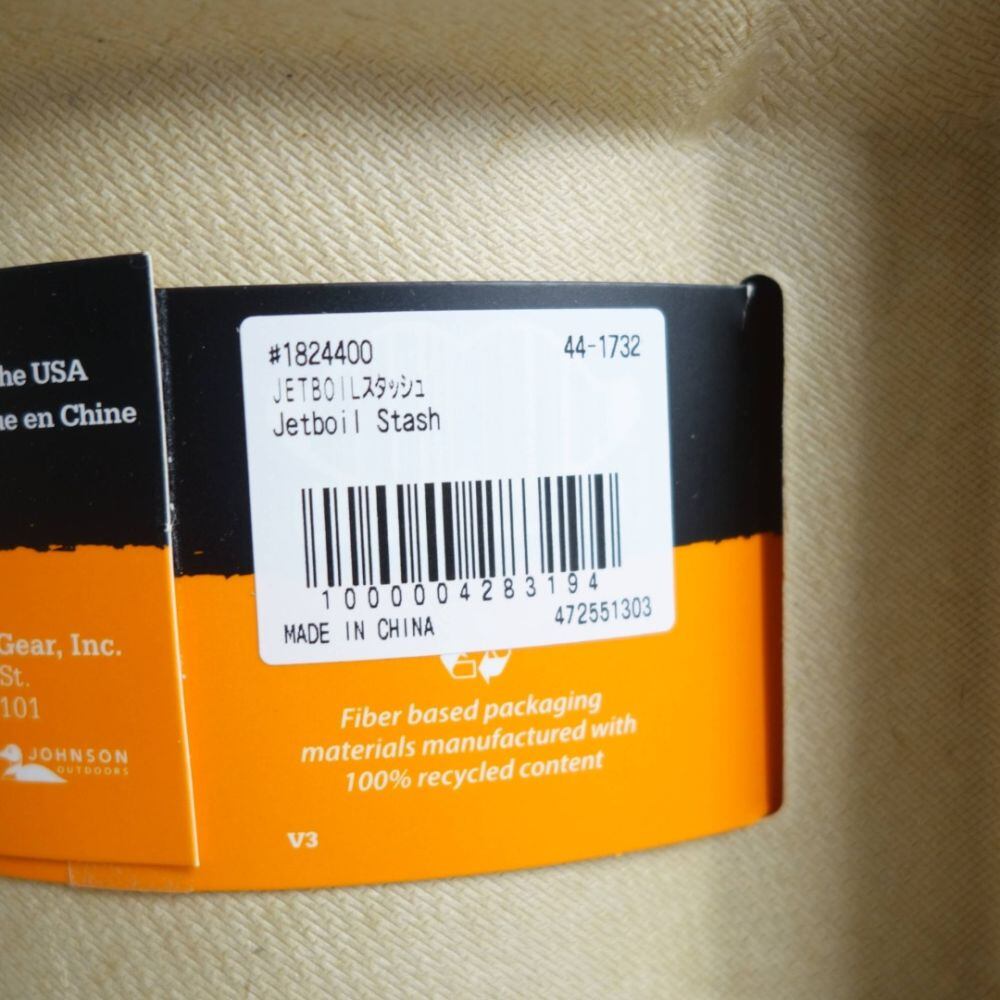 he USA
ue en Chine
Gear, Inc.
St.
101
JOHNSON
OUTDOORS
#1824400 44-1732
JETBOILスタッシュ
Jetboil Stash
1000004283194
MADE IN CHINA 472551303
Fiber based packaging
materials manufactured with
100% recycled content
V3